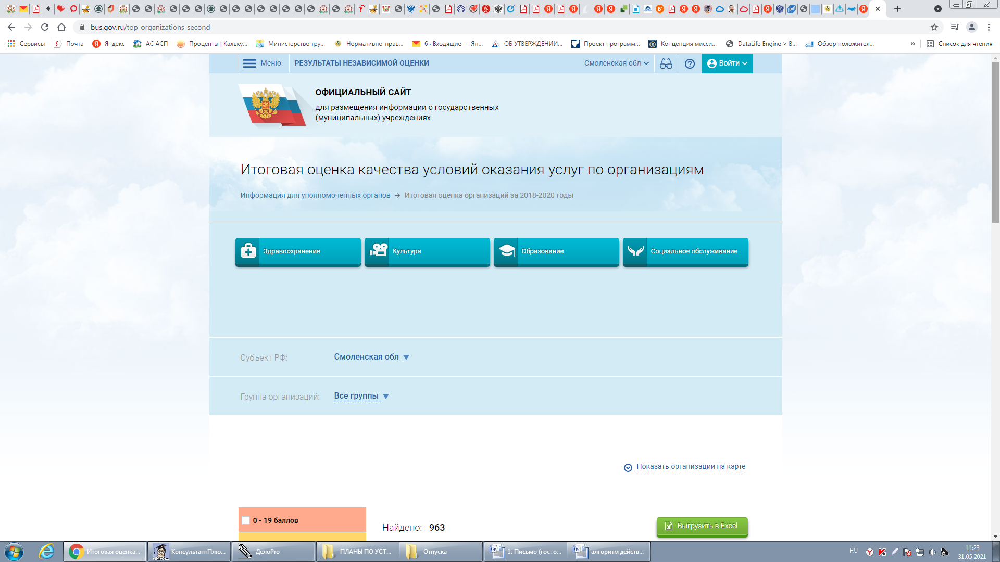 bus.gov.ru/top-organizations-second
Сервисы
Почта
Яндекс
АС АСП
Проценты | Кальку...
Министерство тру...
Нормативно-прав...
6 · Входящие — Ян...
ОБ УТВЕРЖДЕНИИ...
Проект программ...
Концепция мисси...
DataLife Engine > В...
Обзор положител...
»
Список для чтения
Меню
РЕЗУЛЬТАТЫ НЕЗАВИСИМОЙ ОЦЕНКИ
Смоленская обл
Войти
ОФИЦИАЛЬНЫЙ САЙТ
для размещения информации о государственных
(муниципальных) учреждениях
Итоговая оценка качества условий оказания услуг по организациям
Информация для уполномоченных органов → Итоговая оценка организаций за 2018-2020 годы
Здравоохранение
Культура
Образование
Социальное обслуживание
Субъект РФ:
Смоленская обл
Группа организаций:
Все группы
Показать организации на карте
0 - 19 баллов
Найдено: 963
Выгрузить в Excel
Итоговая оценка...
КонсультантПлю...
ДелоPro
ПЛАНЫ ПО УСТ...
Отпуска
1. Письмо (гос. о...
алгоритм действ...
RU
11:23
31.05.2021